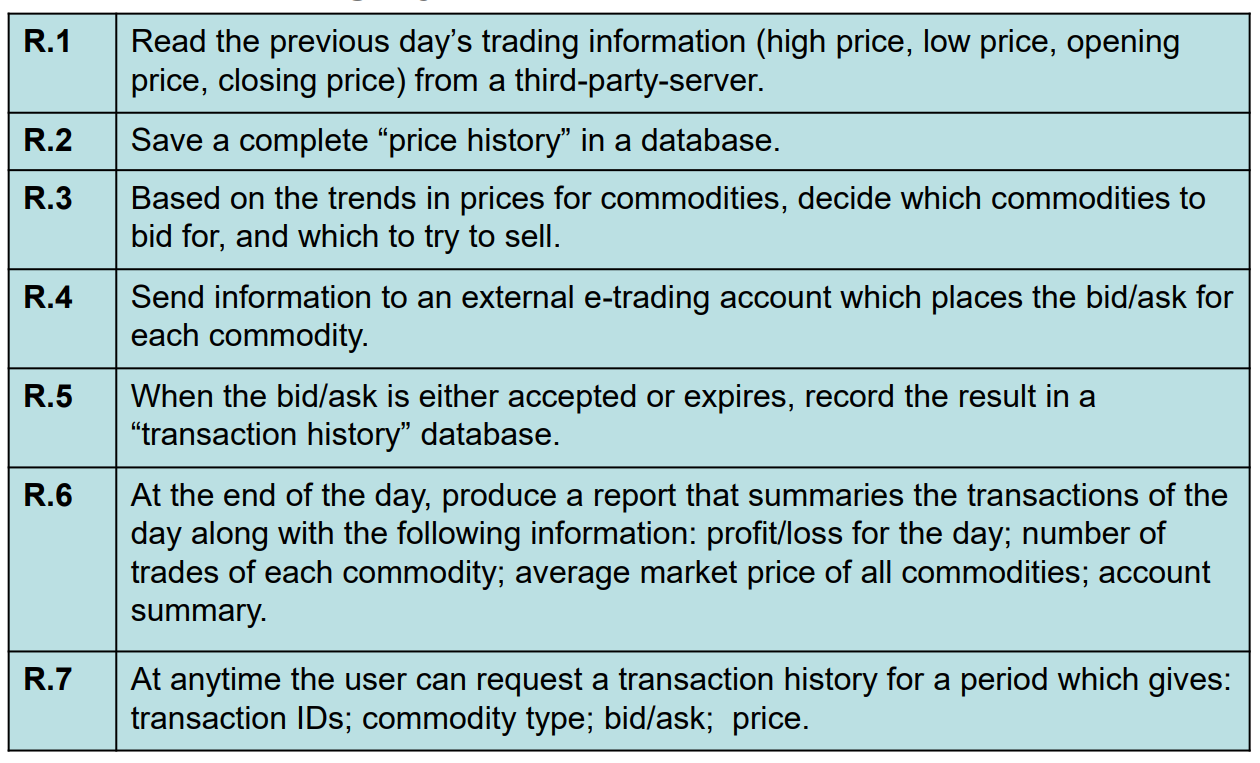 R.1
Read the previous day’s trading information (high price, low price, opening
price, closing price) from a third-party-server.
R.2
Save a complete “price history” in a database.
R.3
Based on the trends in prices for commodities, decide which commodities to
bid for, and which to try to sell.
R.4
Send information to an external e-trading account which places the bid/ask for
each commodity.
R.5
When the bid/ask is either accepted or expires, record the result in a
“transaction history” database.
R.6
At the end of the day, produce a report that summaries the transactions of the
day along with the following information: profit/loss for the day; number of
trades of each commodity; average market price of all commodities; account
summary.
R.7
At anytime the user can request a transaction history for a period which gives:
transaction IDs; commodity type; bid/ask;  price.